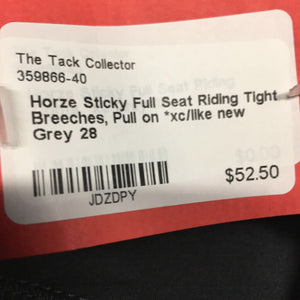 The Tack Collector
359866-40
Horze Sticky Full Seat Riding Tight
Breeches, Pull on *xc/like new
Grey 28
$52.50
JDZDPY